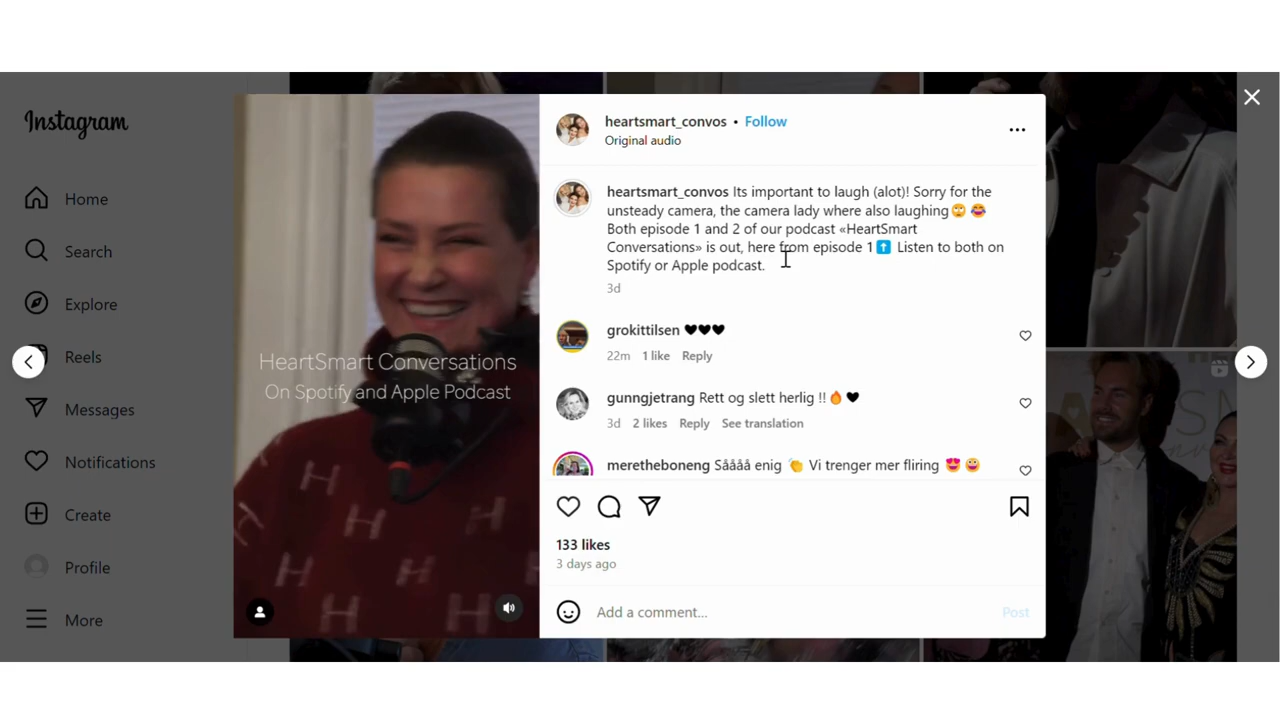 Instagram
Home
Search
Explore
Reels
Messages
Notifications
Create
Profile
More
HeartSmart Conversations
On Spotify and Apple Podcast
heartsmart_convos • Follow
Original audio
heartsmart_convos Its important to laugh (alot)! Sorry for the
unsteady camera, the camera lady where also laughing🙄 😂
Both episode 1 and 2 of our podcast «HeartSmart
Conversations» is out, here from episode 1⬆️ Listen to both on
Spotify or Apple podcast.
3d
grokittilsen 🖤🖤🖤
22m 1 like Reply
gunngjetrang Rett og slett herlig !!🔥🖤
3d 2 likes Reply See translation
meretheboneng Såååå enig 👏 Vi trenger mer fliring 😍 😀
133 likes
3 days ago
Add a comment...
Post